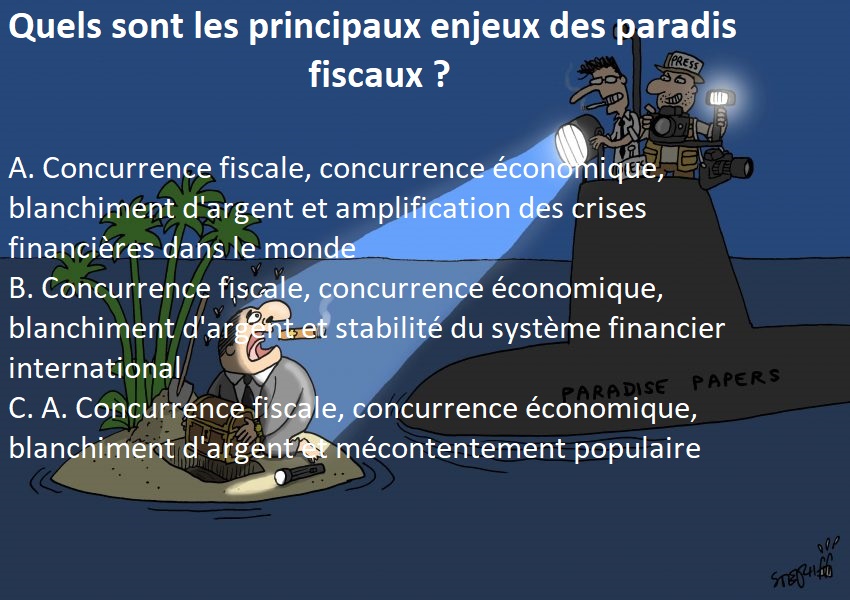 Quels sont les principaux enjeux des paradis
fiscaux ?
A. Concurrence fiscale, concurrence économique,
blanchiment d'argent et amplification des crises
financières dans le monde
B. Concurrence fiscale, concurrence économique,
blanchiment d'argent et stabilité du système financier
international
C. A. Concurrence fiscale, concurrence économique,
blanchiment d'argent et mécontentement populaire
PRESS
PARADISE PAPERS
STEPHFF